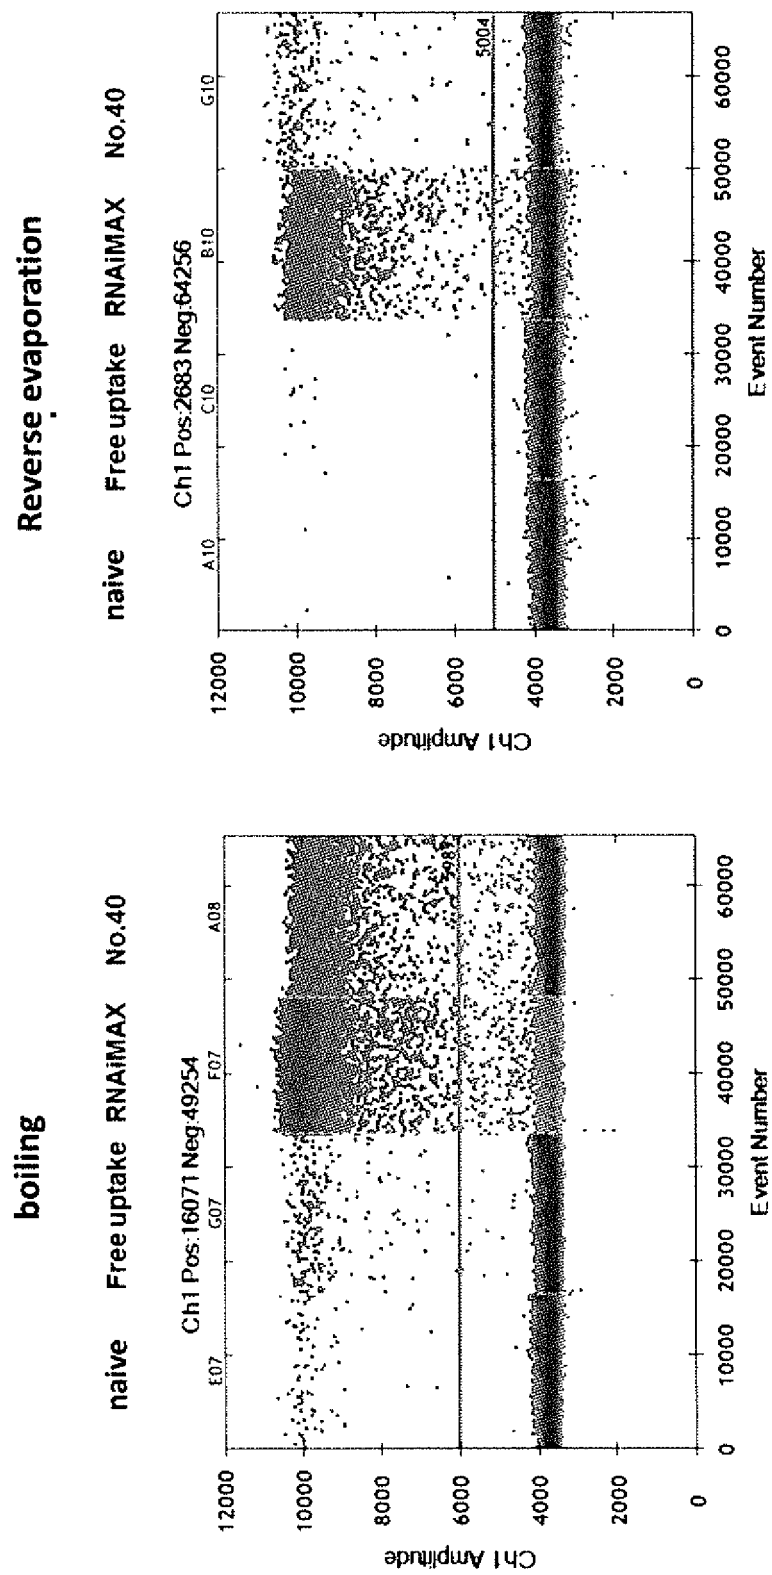 boiling
naive Free uptake RNAiMAX No.40
Ch1 Pos:16071 Neg:49254
E07 G07 F07 A08
12000
10000
8000
6000
4000
2000
0
Ch1 Amplitude
0 10000 20000 30000 40000 50000 60000
Event Number
Reverse evaporation
naive Free uptake RNAiMAX No.40
Ch1 Pos:2683 Neg:64256
A10 C10 B10 G10
5004
12000
10000
8000
6000
4000
2000
0
Ch1 Amplitude
0 10000 20000 30000 40000 50000 60000
Event Number